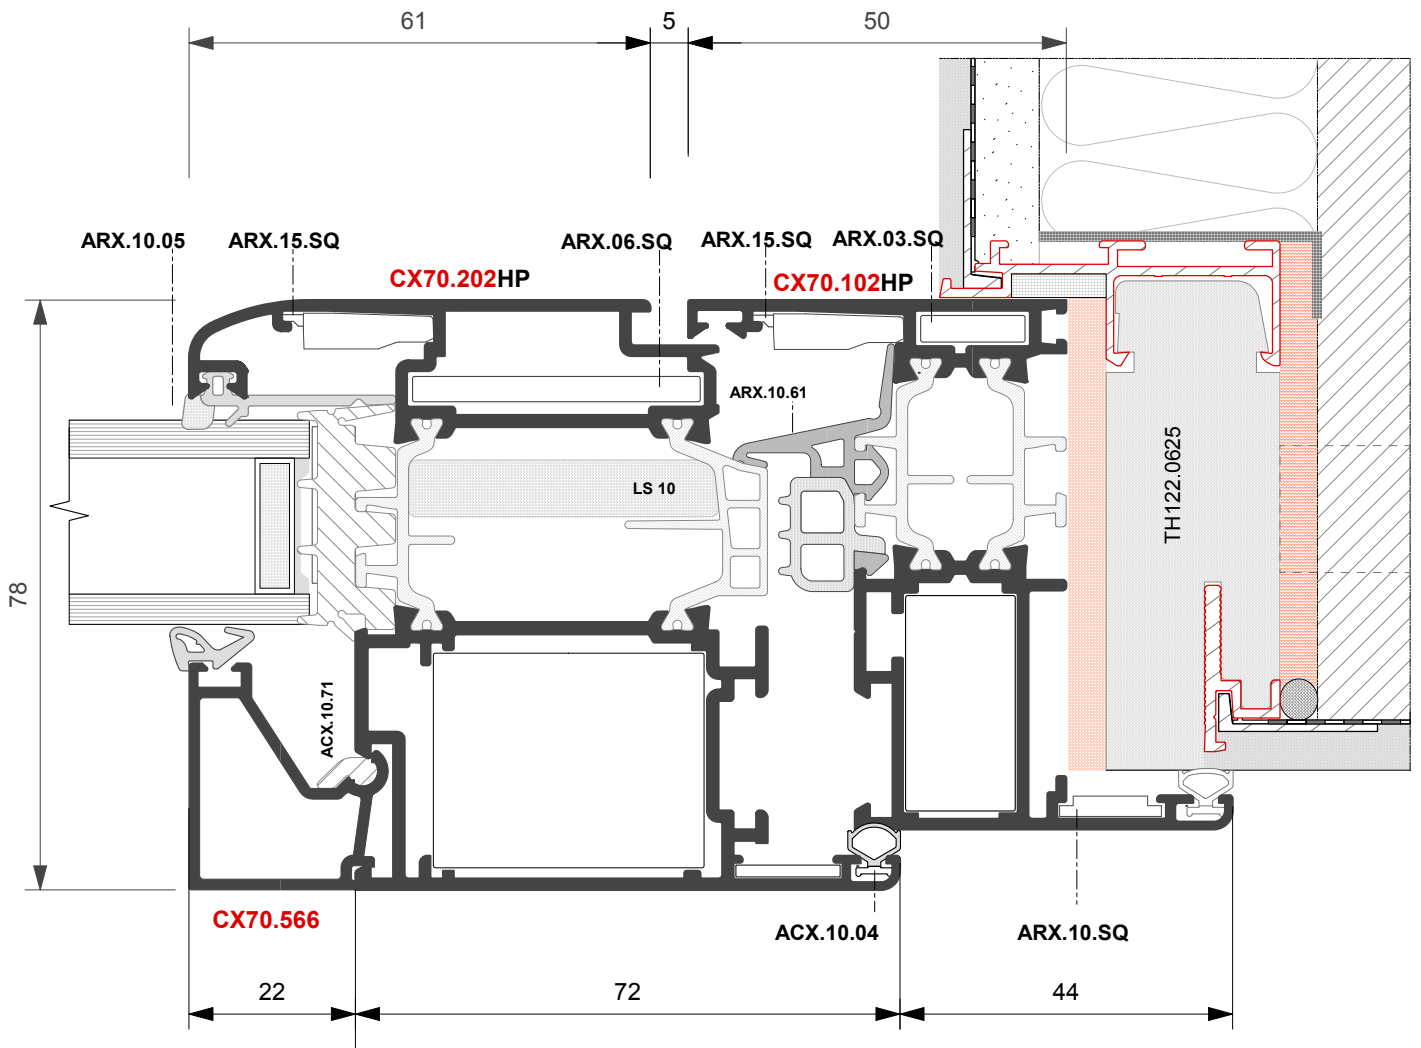 61
5
50
ARX.10.05
ARX.15.SQ
ARX.06.SQ
ARX.15.SQ
ARX.03.SQ
CX70.202HP
CX70.102HP
ARX.10.61
LS 10
TH122.0625
78
ACX.10.71
CX70.566
ACX.10.04
ARX.10.SQ
22
72
44